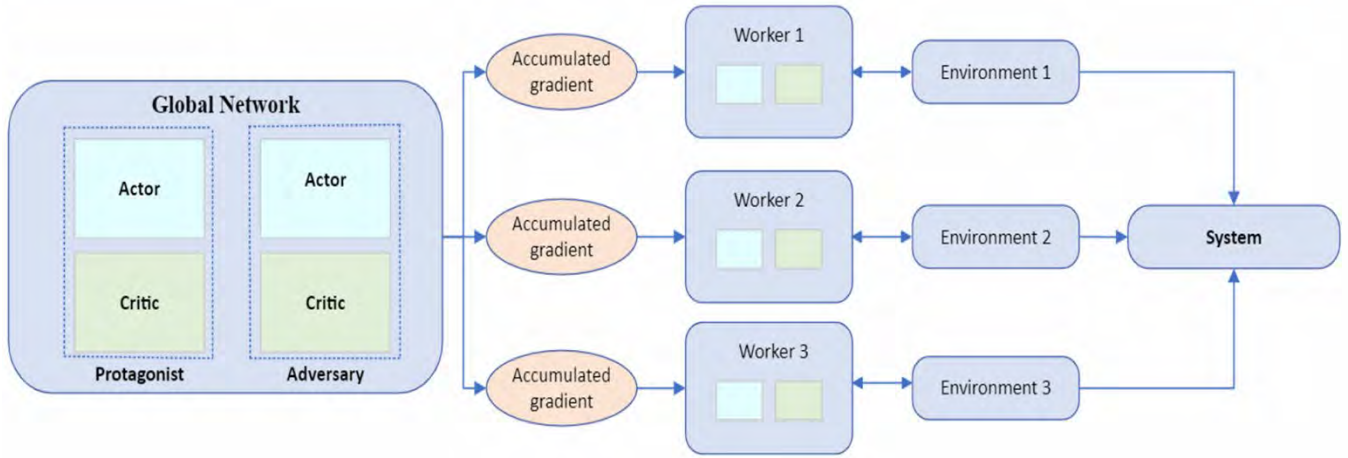 Global Network
Actor
Critic
Protagonist
Actor
Critic
Adversary
Accumulated
gradient
Worker 1
Environment 1
Accumulated
gradient
Worker 2
Environment 2
System
Accumulated
gradient
Worker 3
Environment 3